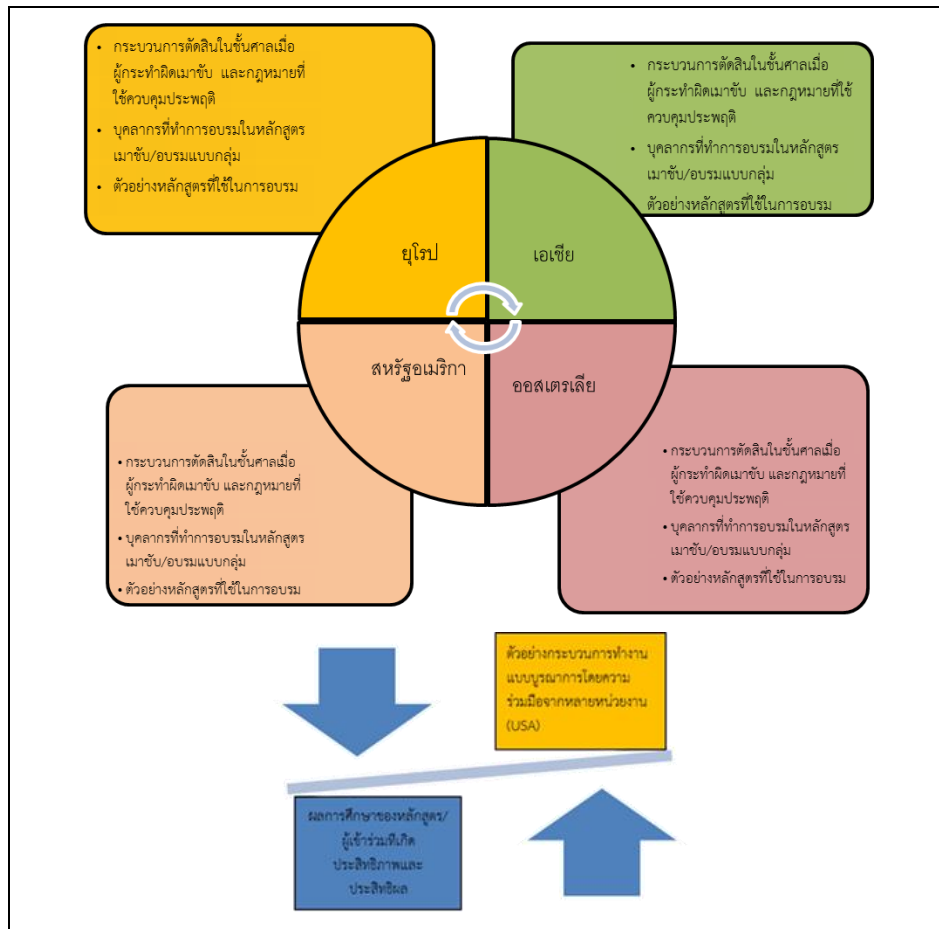 • กระบวนการตัดสินในชั้นศาลเมื่อ
ผู้กระทำผิดเมาขับ และกฎหมายที่
ใช้ควบคุมประพฤติ
• บุคลากรที่ทำการอบรมในหลักสูตร
เมาขับ/อบรมแบบกลุ่ม
• ตัวอย่างหลักสูตรที่ใช้ในการอบรม
• กระบวนการตัดสินในชั้นศาลเมื่อ
ผู้กระทำผิดเมาขับ และกฎหมายที่ใช้
ควบคุมประพฤติ
• บุคลากรที่ทำการอบรมในหลักสูตร
เมาขับ/อบรมแบบกลุ่ม
ตัวอย่างหลักสูตรที่ใช้ในการอบรม
ยุโรป
เอเชีย
สหรัฐอเมริกา
ออสเตรเลีย
• กระบวนการตัดสินในชั้นศาลเมื่อ
ผู้กระทำผิดเมาขับ และกฎหมายที่
ใช้ควบคุมประพฤติ
• บุคลากรที่ทำการอบรมในหลักสูตร
เมาขับ/อบรมแบบกลุ่ม
• ตัวอย่างหลักสูตรที่ใช้ในการอบรม
• กระบวนการตัดสินในชั้นศาลเมื่อ
ผู้กระทำผิดเมาขับ และกฎหมายที่
ใช้ควบคุมประพฤติ
• บุคลากรที่ทำการอบรมในหลักสูตร
เมาขับ/อบรมแบบกลุ่ม
• ตัวอย่างหลักสูตรที่ใช้ในการอบรม
ตัวอย่างกระบวนการทำงาน
แบบบูรณาการโดยความ
ร่วมมือจากหลายหน่วยงาน
(USA)
ผลการศึกษาของหลักสูตร/
ผู้เข้าร่วมที่เกิด
ประสิทธิภาพและ
ประสิทธิผล